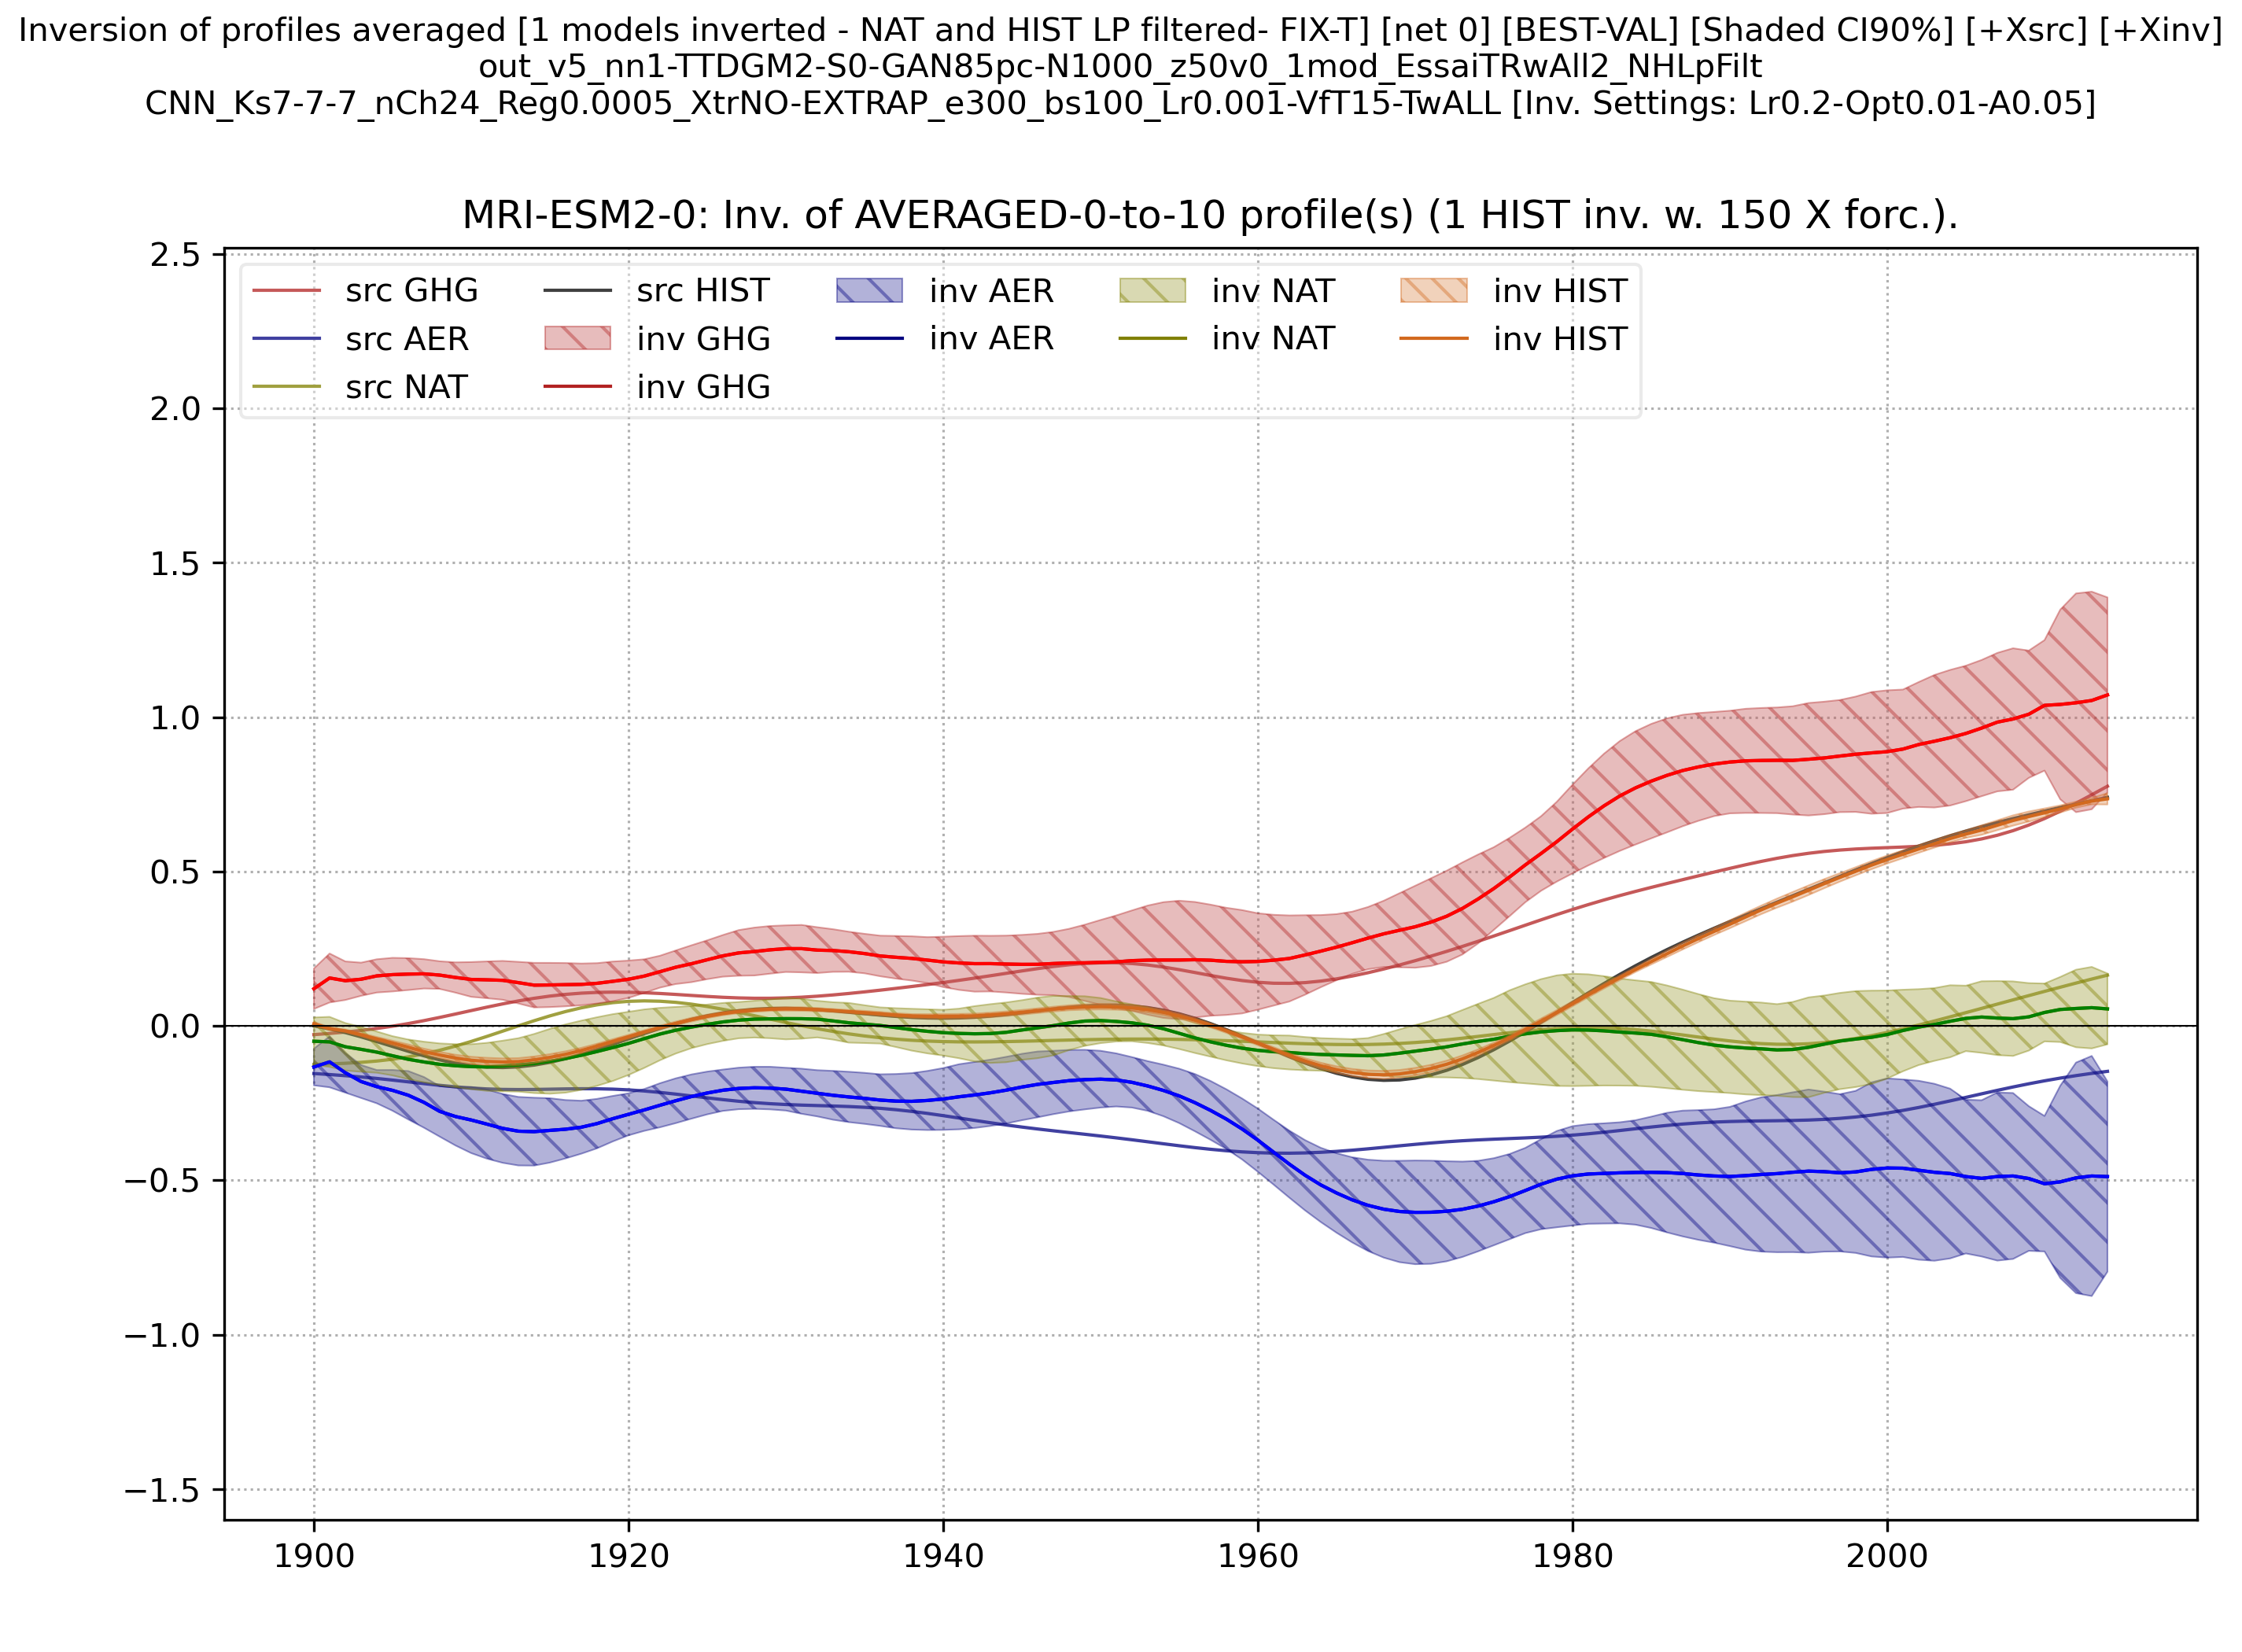 Inversion of profiles averaged [1 models inverted - NAT and HIST LP filtered- FIX-T] [net 0] [BEST-VAL] [Shaded CI90%] [+Xsrc] [+Xinv]
out_v5_nn1-TTDGM2-S0-GAN85pc-N1000_z50v0_1mod_EssaiTRwAll2_NHLpFilt
CNN_Ks7-7-7_nCh24_Reg0.0005_XtrNO-EXTRAP_e300_bs100_Lr0.001-VfT15-TwALL [Inv. Settings: Lr0.2-Opt0.01-A0.05]
MRI-ESM2-0: Inv. of AVERAGED-0-to-10 profile(s) (1 HIST inv. w. 150 X forc.).
src GHG src HIST inv AER inv NAT inv HIST
src AER inv GHG inv AER inv NAT inv HIST
src NAT inv GHG
2.5
2.0
1.5
1.0
0.5
0.0
−0.5
−1.0
−1.5
1900 1920 1940 1960 1980 2000